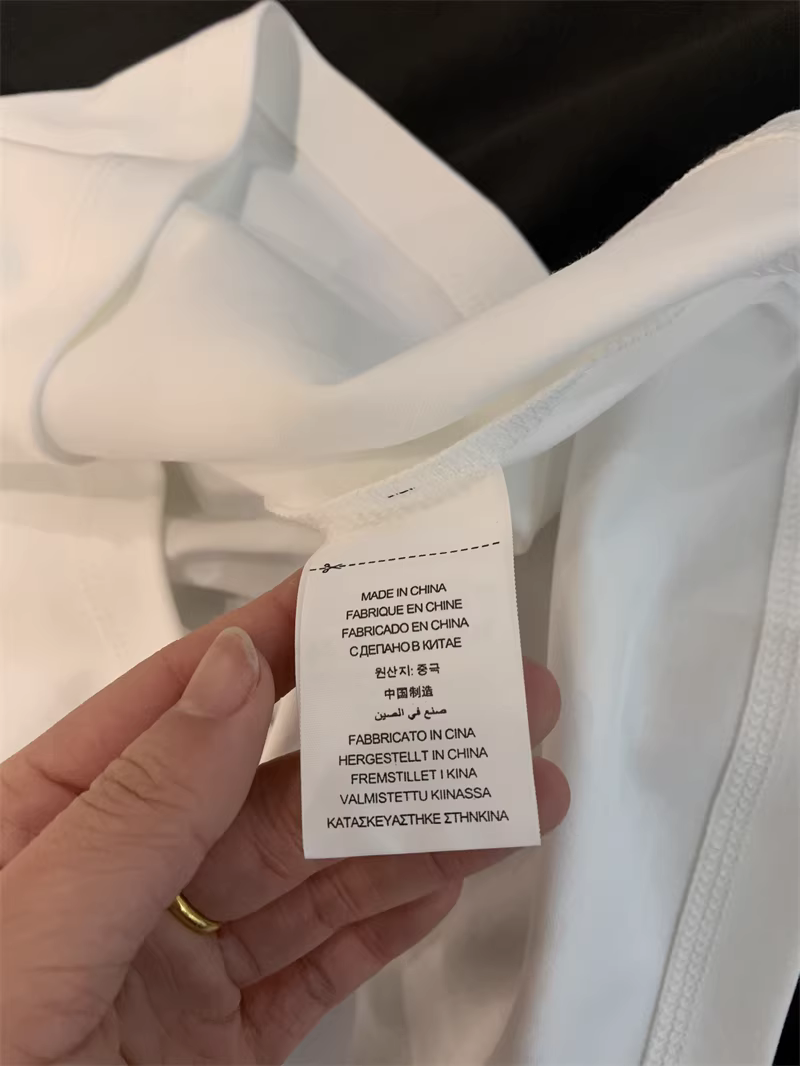 MADE IN CHINA
FABRIQUE EN CHINE
FABRICADO EN CHINA
СДЕПАНО В КИТАЕ
원산지: 중국
中国制造
صنع في الصين
FABBRICATO IN CINA
HERGESTELLT IN CHINA
FREMSTILLET I KINA
VALMISTETTU KIINASSA
ΚΑΤΑΣΚΕΥΑΣΤΗΚΕ ΣΤΗΝΚΙΝΑ